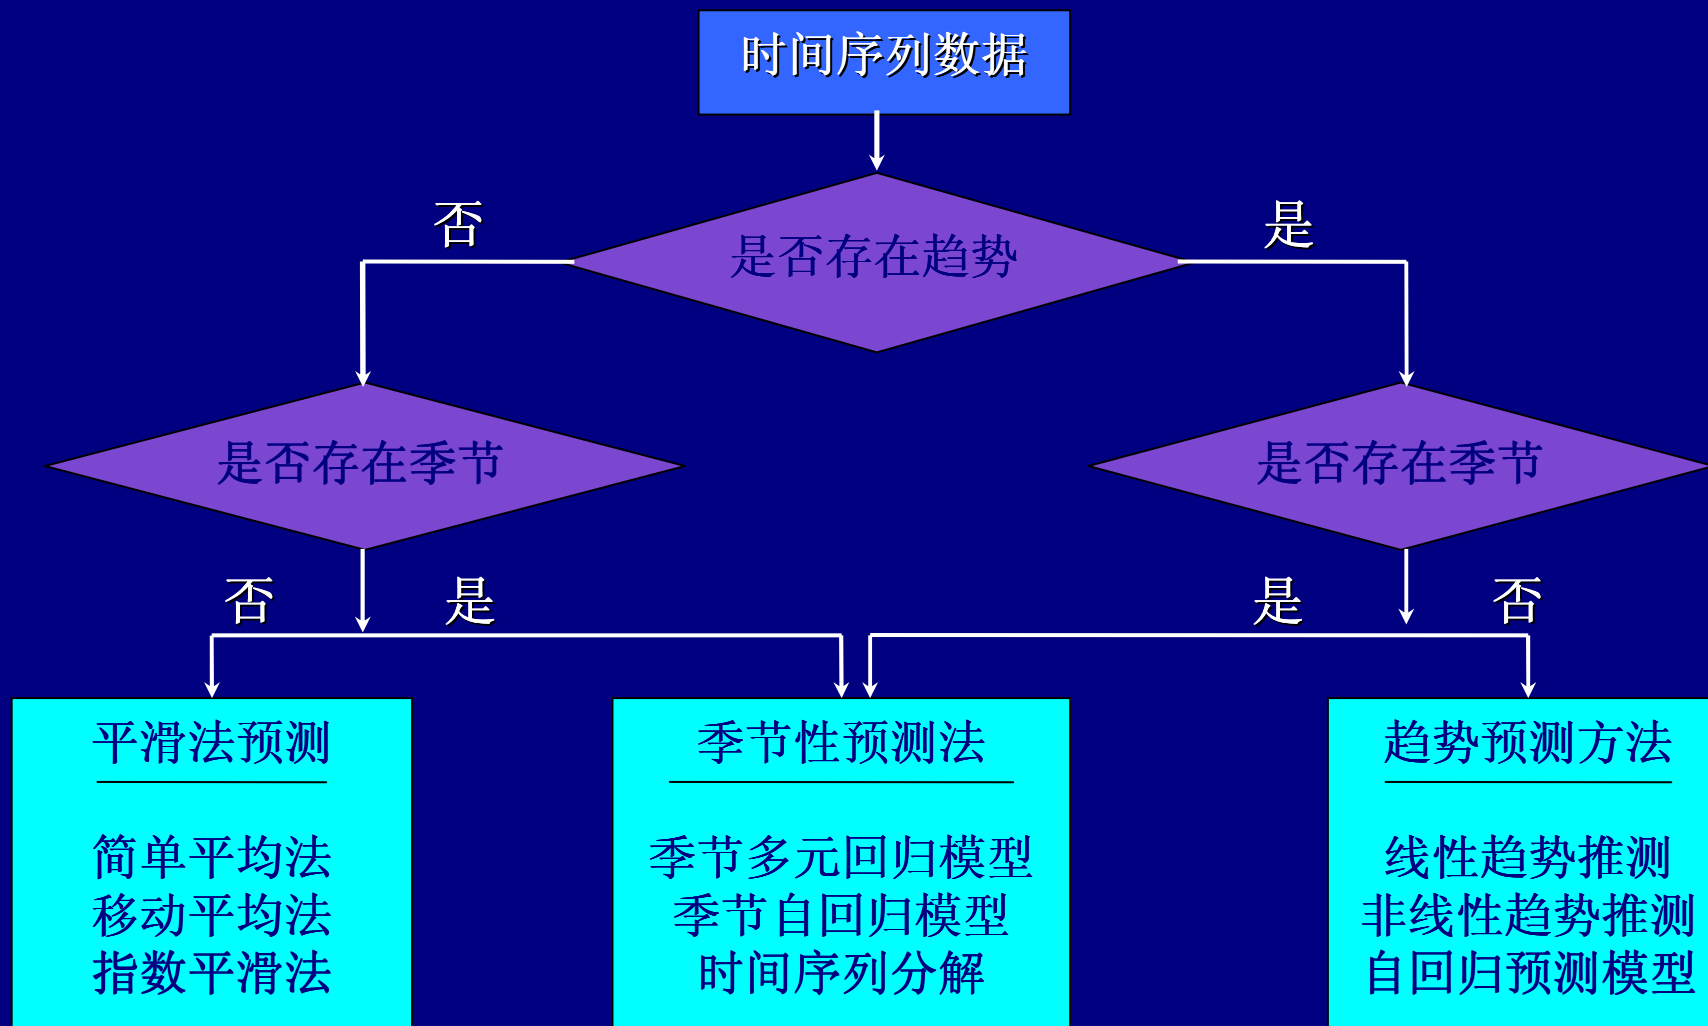 时间序列数据
否
是
是否存在趋势
是否存在季节
是否存在季节
否
是
是
否
平滑法预测
简单平均法
移动平均法
指数平滑法
季节性预测法
季节多元回归模型
季节自回归模型
时间序列分解
趋势预测方法
线性趋势推测
非线性趋势推测
自回归预测模型